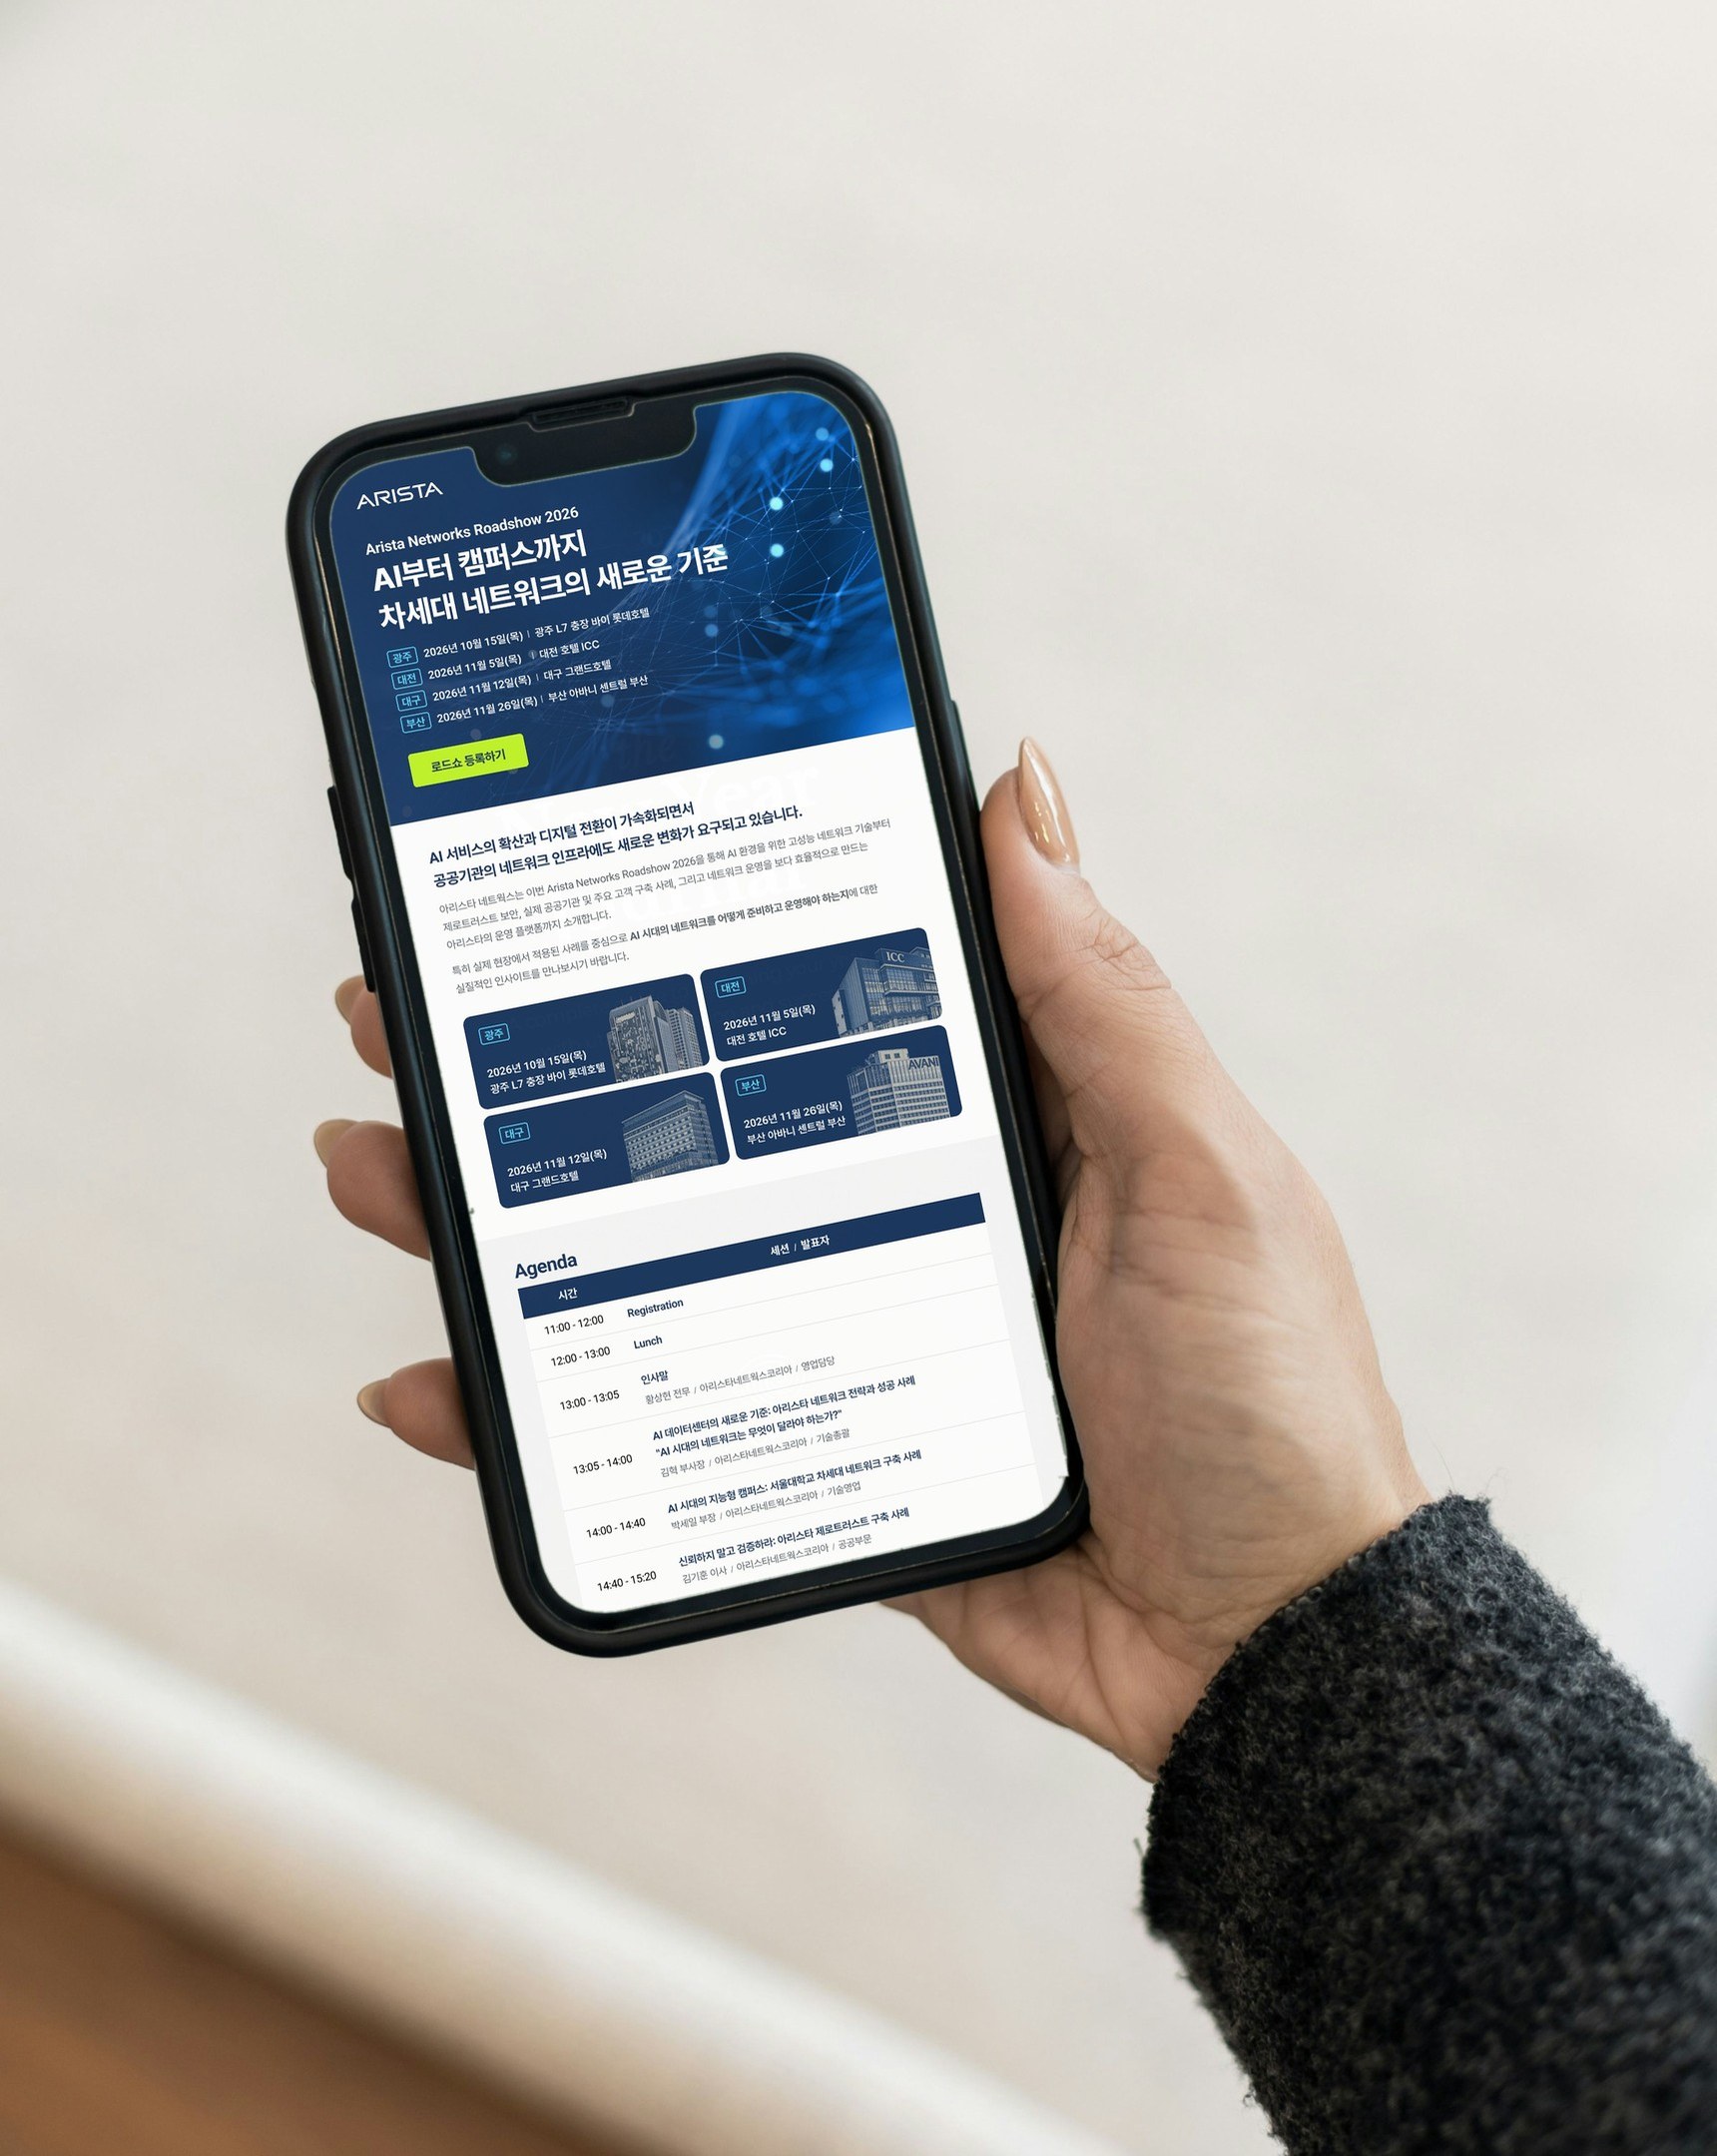 ARISTA
Arista Networks Roadshow 2026
AI부터 캠퍼스까지
차세대 네트워크의 새로운 기준
광주 2026년 10월 15일(목) | 광주 L7 충장 바이 롯데호텔
대전 2026년 11월 5일(목) | 대전 호텔 ICC
대구 2026년 11월 12일(목) | 대구 그랜드호텔
부산 2026년 11월 26일(목) | 부산 아바니 센트럴 부산
로드쇼 등록하기
AI 서비스의 확산과 디지털 전환이 가속화되면서
공공기관의 네트워크 인프라에도 새로운 변화가 요구되고 있습니다.
아리스타 네트웍스는 이번 Arista Networks Roadshow 2026을 통해 AI 환경을 위한 고성능 네트워크 기술부터
제로트러스트 보안, 실제 공공기관 및 주요 고객 구축 사례, 그리고 네트워크 운영을 보다 효율적으로 만드는
아리스타의 운영 플랫폼까지 소개합니다.
특히 실제 현장에서 적용된 사례를 중심으로 AI 시대의 네트워크를 어떻게 준비하고 운영해야 하는지에 대한
실질적인 인사이트를 만나보시기 바랍니다.
광주
2026년 10월 15일(목)
광주 L7 충장 바이 롯데호텔
대전
2026년 11월 5일(목)
대전 호텔 ICC
ICC
대구
2026년 11월 12일(목)
대구 그랜드호텔
부산
2026년 11월 26일(목)
부산 아바니 센트럴 부산
AVANI
Agenda
시간 세션 / 발표자
11:00 - 12:00 Registration
12:00 - 13:00 Lunch
13:00 - 13:05 인사말
황상현 전무 / 아리스타네트웍스코리아 / 영업담당
13:05 - 14:00 AI 데이터센터의 새로운 기준: 아리스타 네트워크 전략과 성공 사례
"AI 시대의 네트워크는 무엇이 달라야 하는가?"
김혁 부사장 / 아리스타네트웍스코리아 / 기술총괄
14:00 - 14:40 AI 시대의 지능형 캠퍼스: 서울대학교 차세대 네트워크 구축 사례
박세일 부장 / 아리스타네트웍스코리아 / 기술영업
14:40 - 15:20 신뢰하지 말고 검증하라: 아리스타 제로트러스트 구축 사례
김기훈 이사 / 아리스타네트웍스코리아 / 공공부문